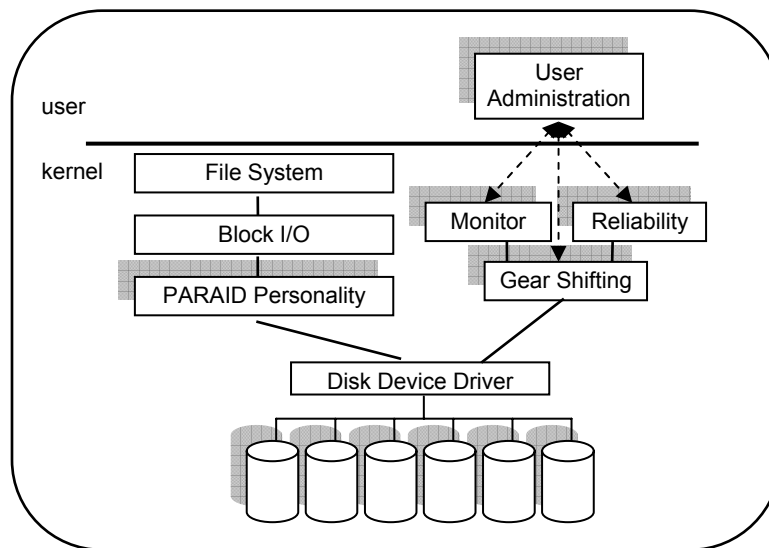 User
Administration
user
kernel
File System
Monitor
Reliability
Block I/O
Gear Shifting
PARAID Personality
Disk Device Driver